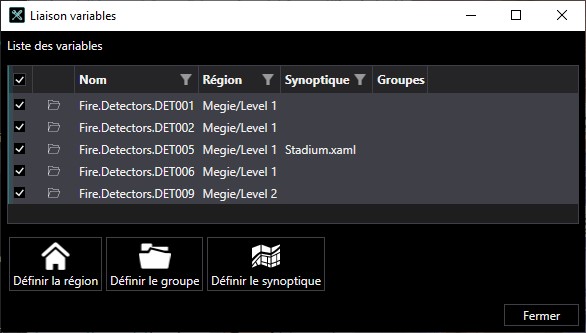 Liaison variables
Liste des variables
Nom Région Synoptique Groupes
Fire.Detectors.DET001 Megie/Level 1
Fire.Detectors.DET002 Megie/Level 1
Fire.Detectors.DET005 Megie/Level 1 Stadium.xaml
Fire.Detectors.DET006 Megie/Level 1
Fire.Detectors.DET009 Megie/Level 2
Définir la région Définir le groupe Définir le synoptique
Fermer